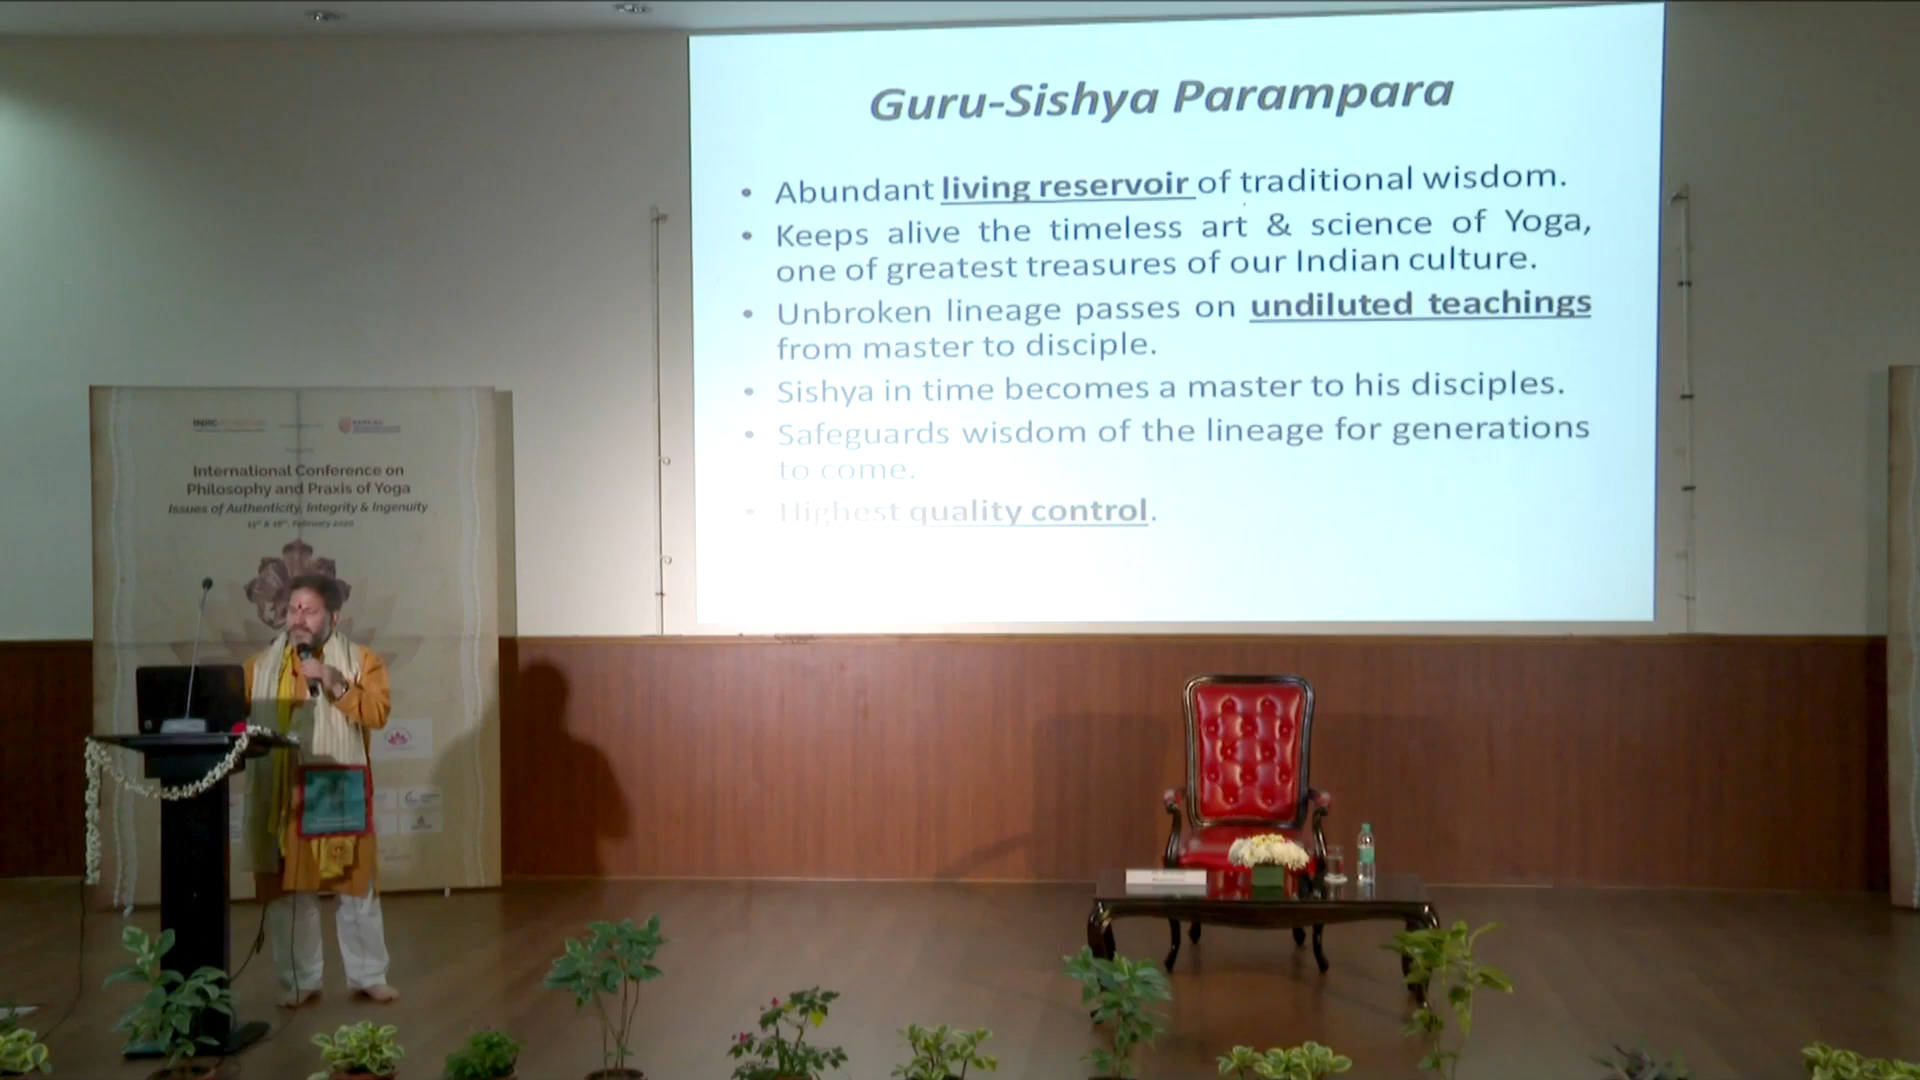 Guru-Sishya Parampara
• Abundant living reservoir of traditional wisdom.
• Keeps alive the timeless art & science of Yoga,
one of greatest treasures of our Indian culture.
• Unbroken lineage passes on undiluted teachings
from master to disciple.
• Sishya in time becomes a master to his disciples.
• Safeguards wisdom of the lineage for generations
to come.
• Highest quality control.
INDIC
International Conference on
Philosophy and Praxis of Yoga
Issues of Authenticity, Integrity & Ingenuity
February 2020